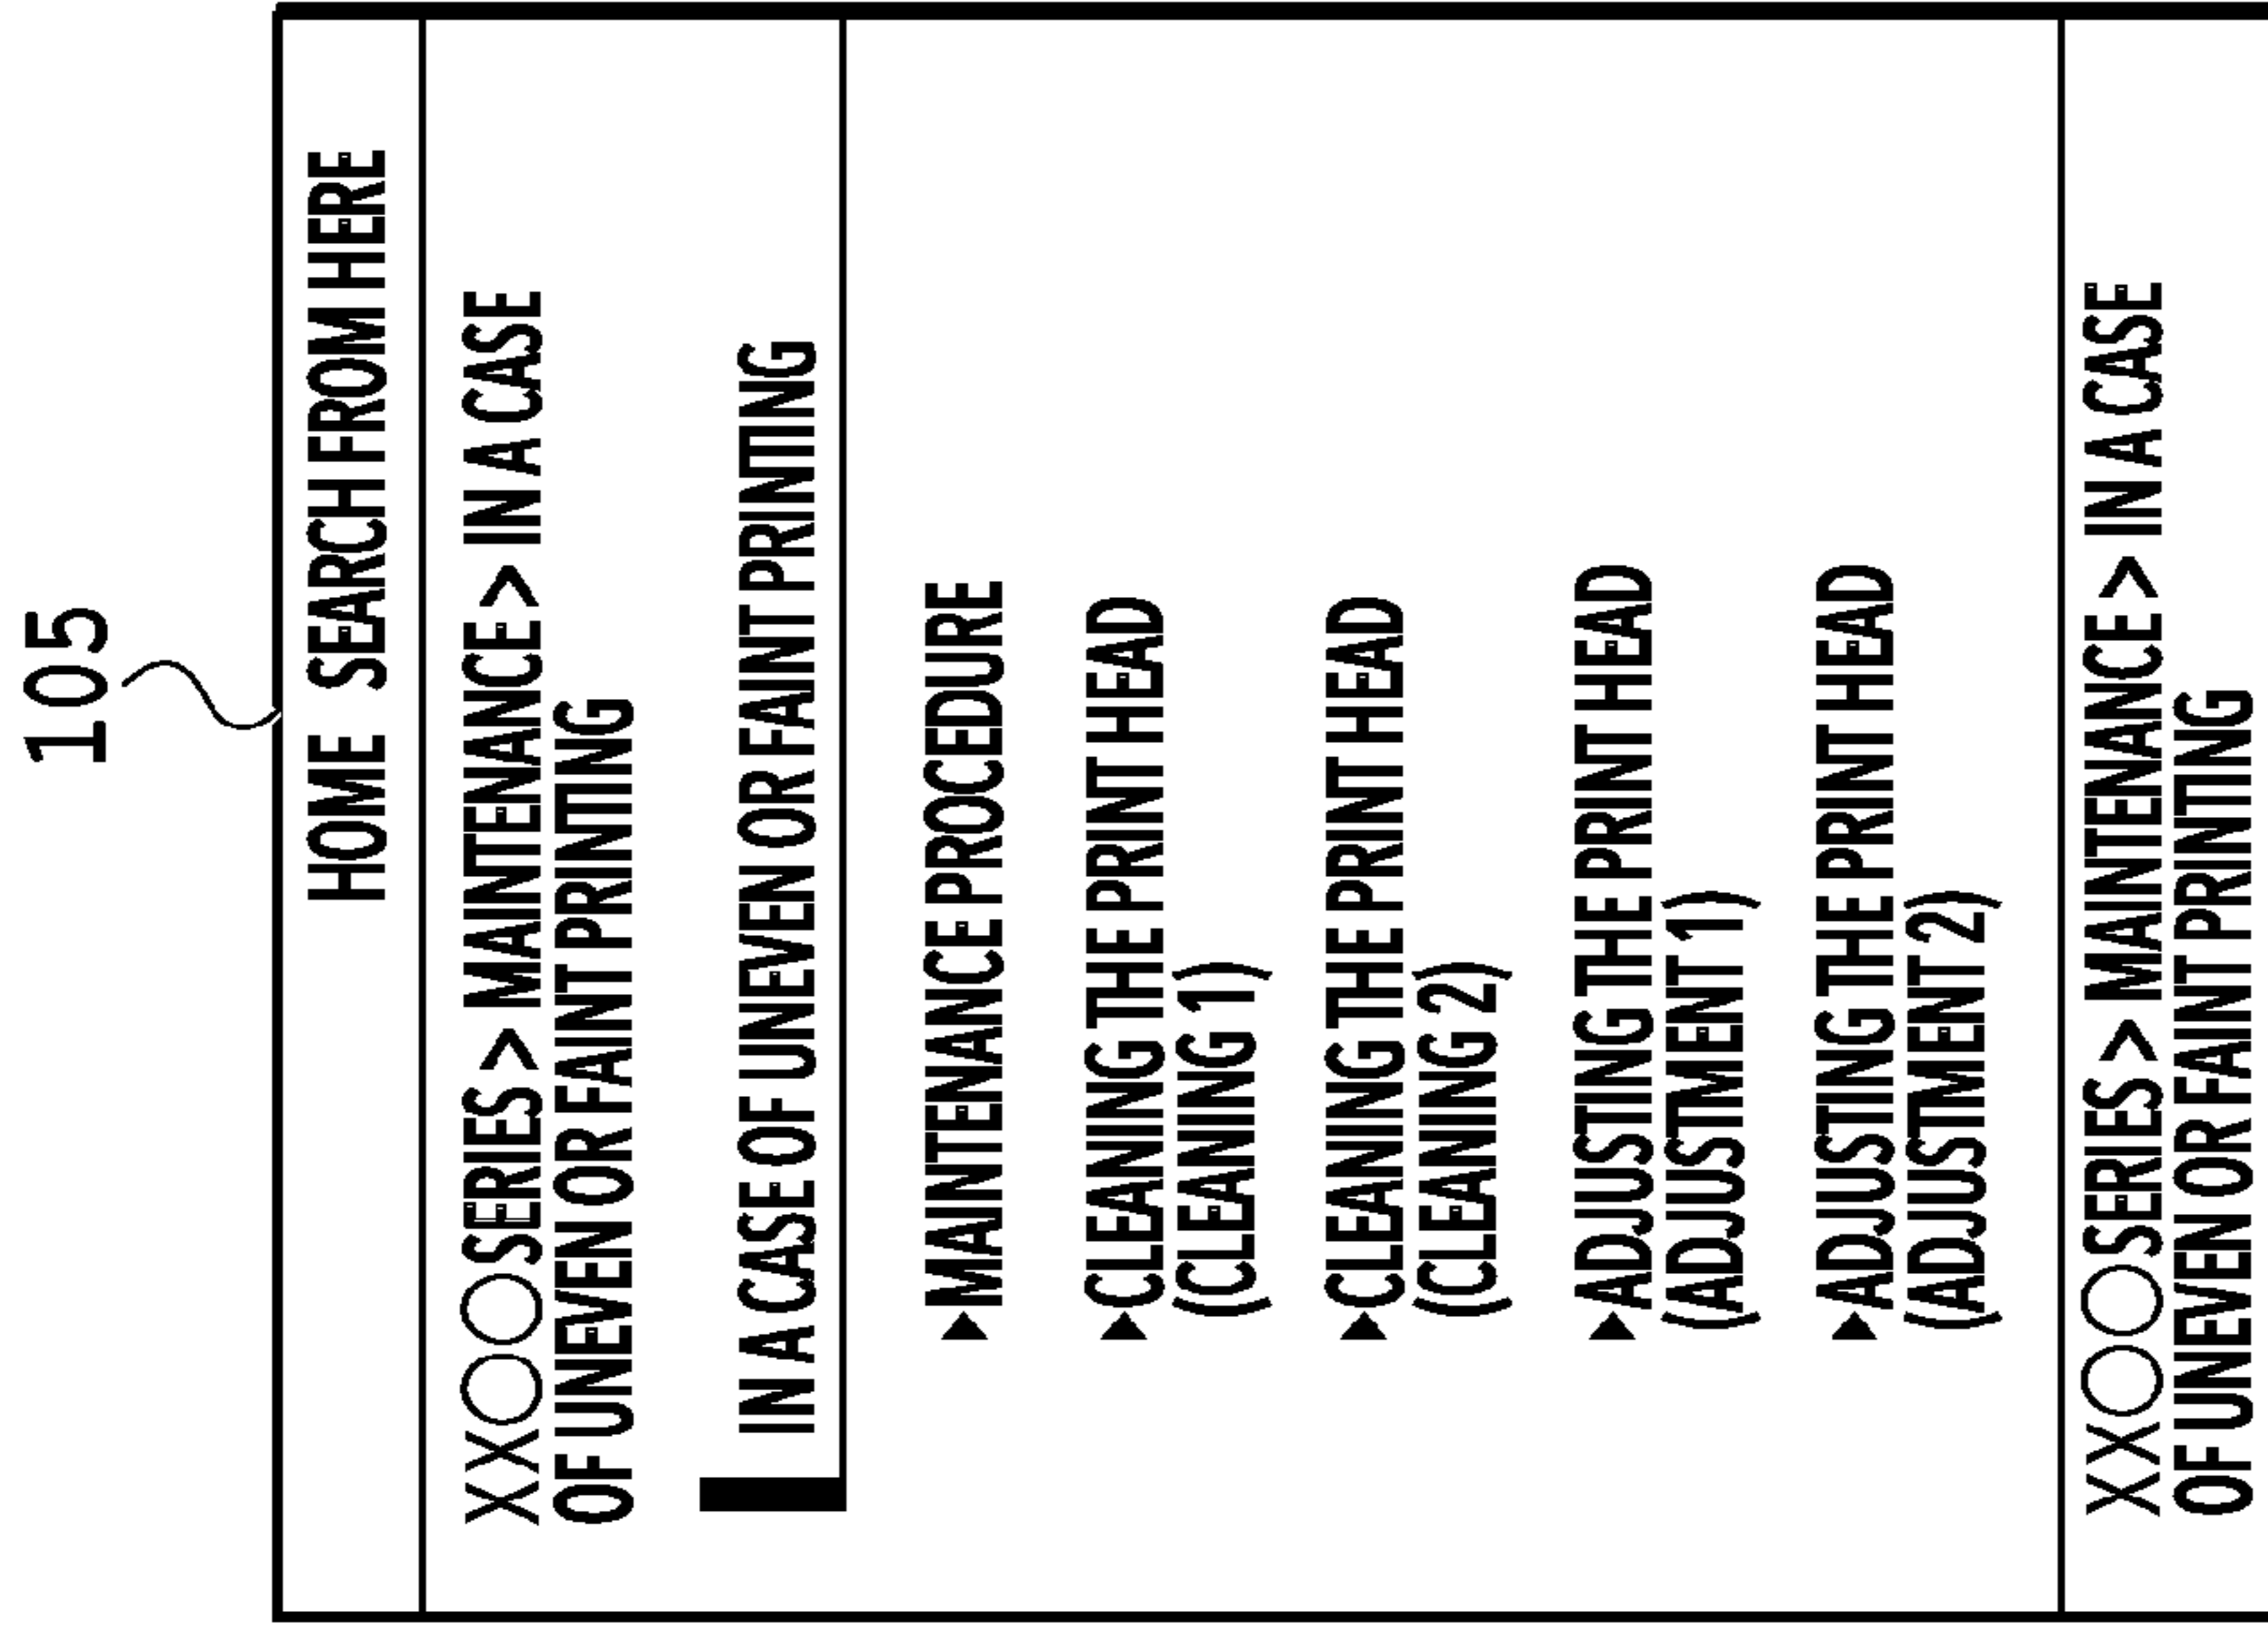 105
HOME SEARCH FROM HERE
XX○○SERIES > MAINTENANCE > IN A CASE
OF UNEVEN OR FAINT PRINTING
IN A CASE OF UNEVEN OR FAINT PRINTING
▲MAINTENANCE PROCEDURE
▲CLEANING THE PRINT HEAD
(CLEANING 1)
▲CLEANING THE PRINT HEAD
(CLEANING 2)
▲ADJUSTING THE PRINT HEAD
(ADJUSTMENT 1)
▲ADJUSTING THE PRINT HEAD
(ADJUSTMENT 2)
XX○○SERIES > MAINTENANCE > IN A CASE
OF UNEVEN OR FAINT PRINTING